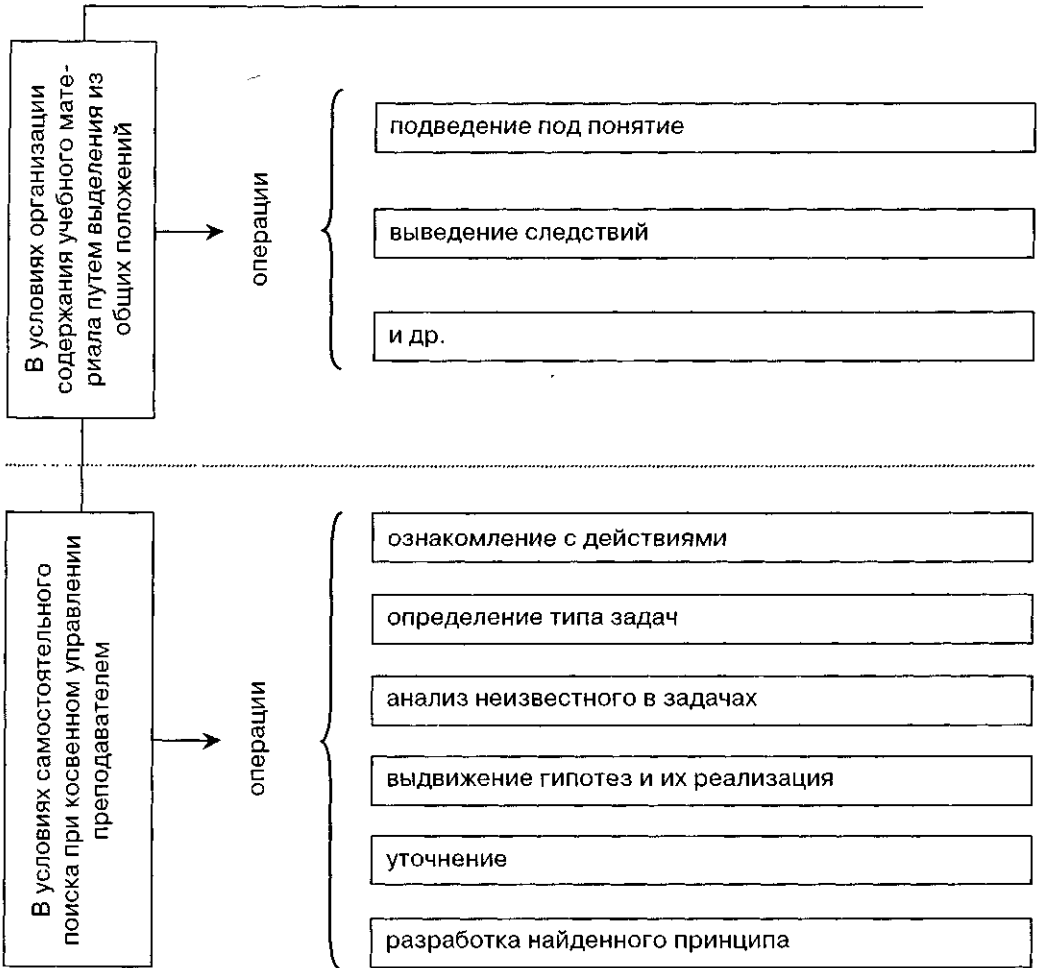 В условиях организации
содержания учебного мате-
риала путем выделения из
общих положений
операции
подведение под понятие
выведение следствий
и др.
В условиях самостоятельного
поиска при косвенном управлении
преподавателем
операции
ознакомление с действиями
определение типа задач
анализ неизвестного в задачах
выдвижение гипотез и их реализация
уточнение
разработка найденного принципа